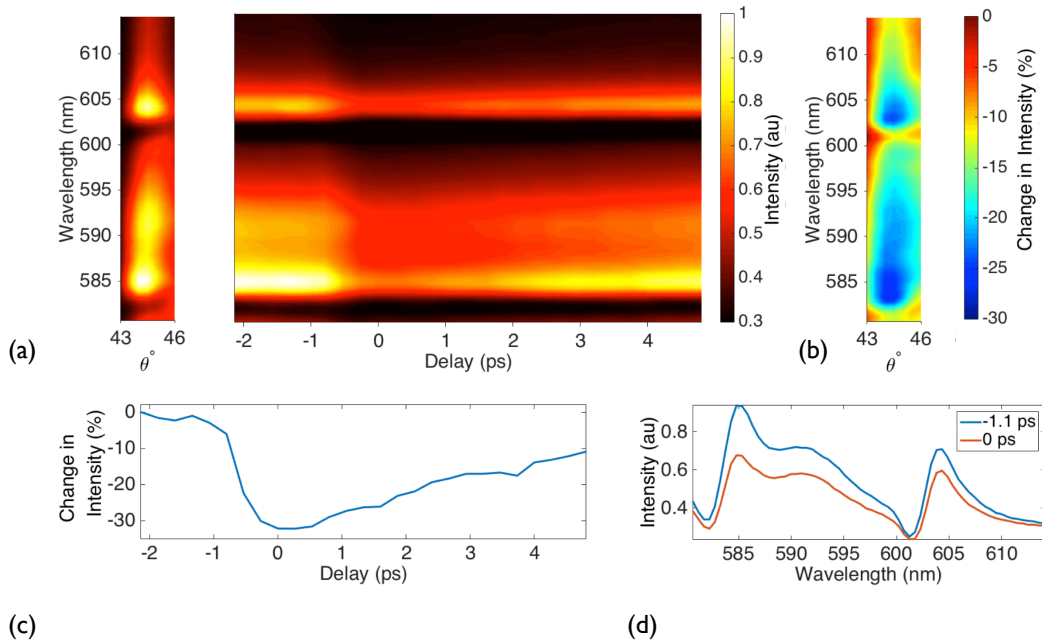 610
605
600
595
590
585
Wavelength (nm)
43 46
θ°
-2 -1 0 1 2 3 4
Delay (ps)
1
0.9
0.8
0.7
0.6
0.5
0.4
0.3
Intensity (au)
(a)
610
605
600
595
590
585
Wavelength (nm)
43 46
θ°
0
-5
-10
-15
-20
-25
-30
Change in Intensity (%)
(b)
0
-10
-20
-30
Change in
Intensity (%)
-2 -1 0 1 2 3 4
Delay (ps)
(c)
0.8
0.6
0.4
Intensity (au)
-1.1 ps
0 ps
585 590 595 600 605 610
Wavelength (nm)
(d)